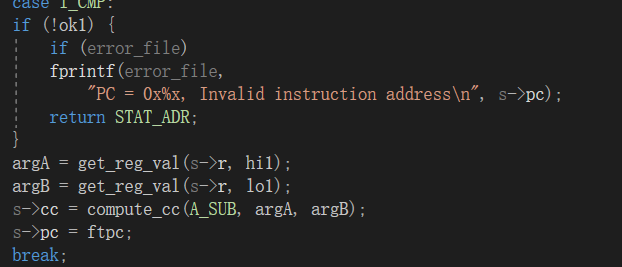 case I_CMP:
if (!ok1) {
if (error_file)
fprintf(error_file,
"PC = 0x%x, Invalid instruction address\n", s->pc);
return STAT_ADR;
}
argA = get_reg_val(s->r, hi1);
argB = get_reg_val(s->r, lo1);
s->cc = compute_cc(A_SUB, argA, argB);
s->pc = ftpc;
break;